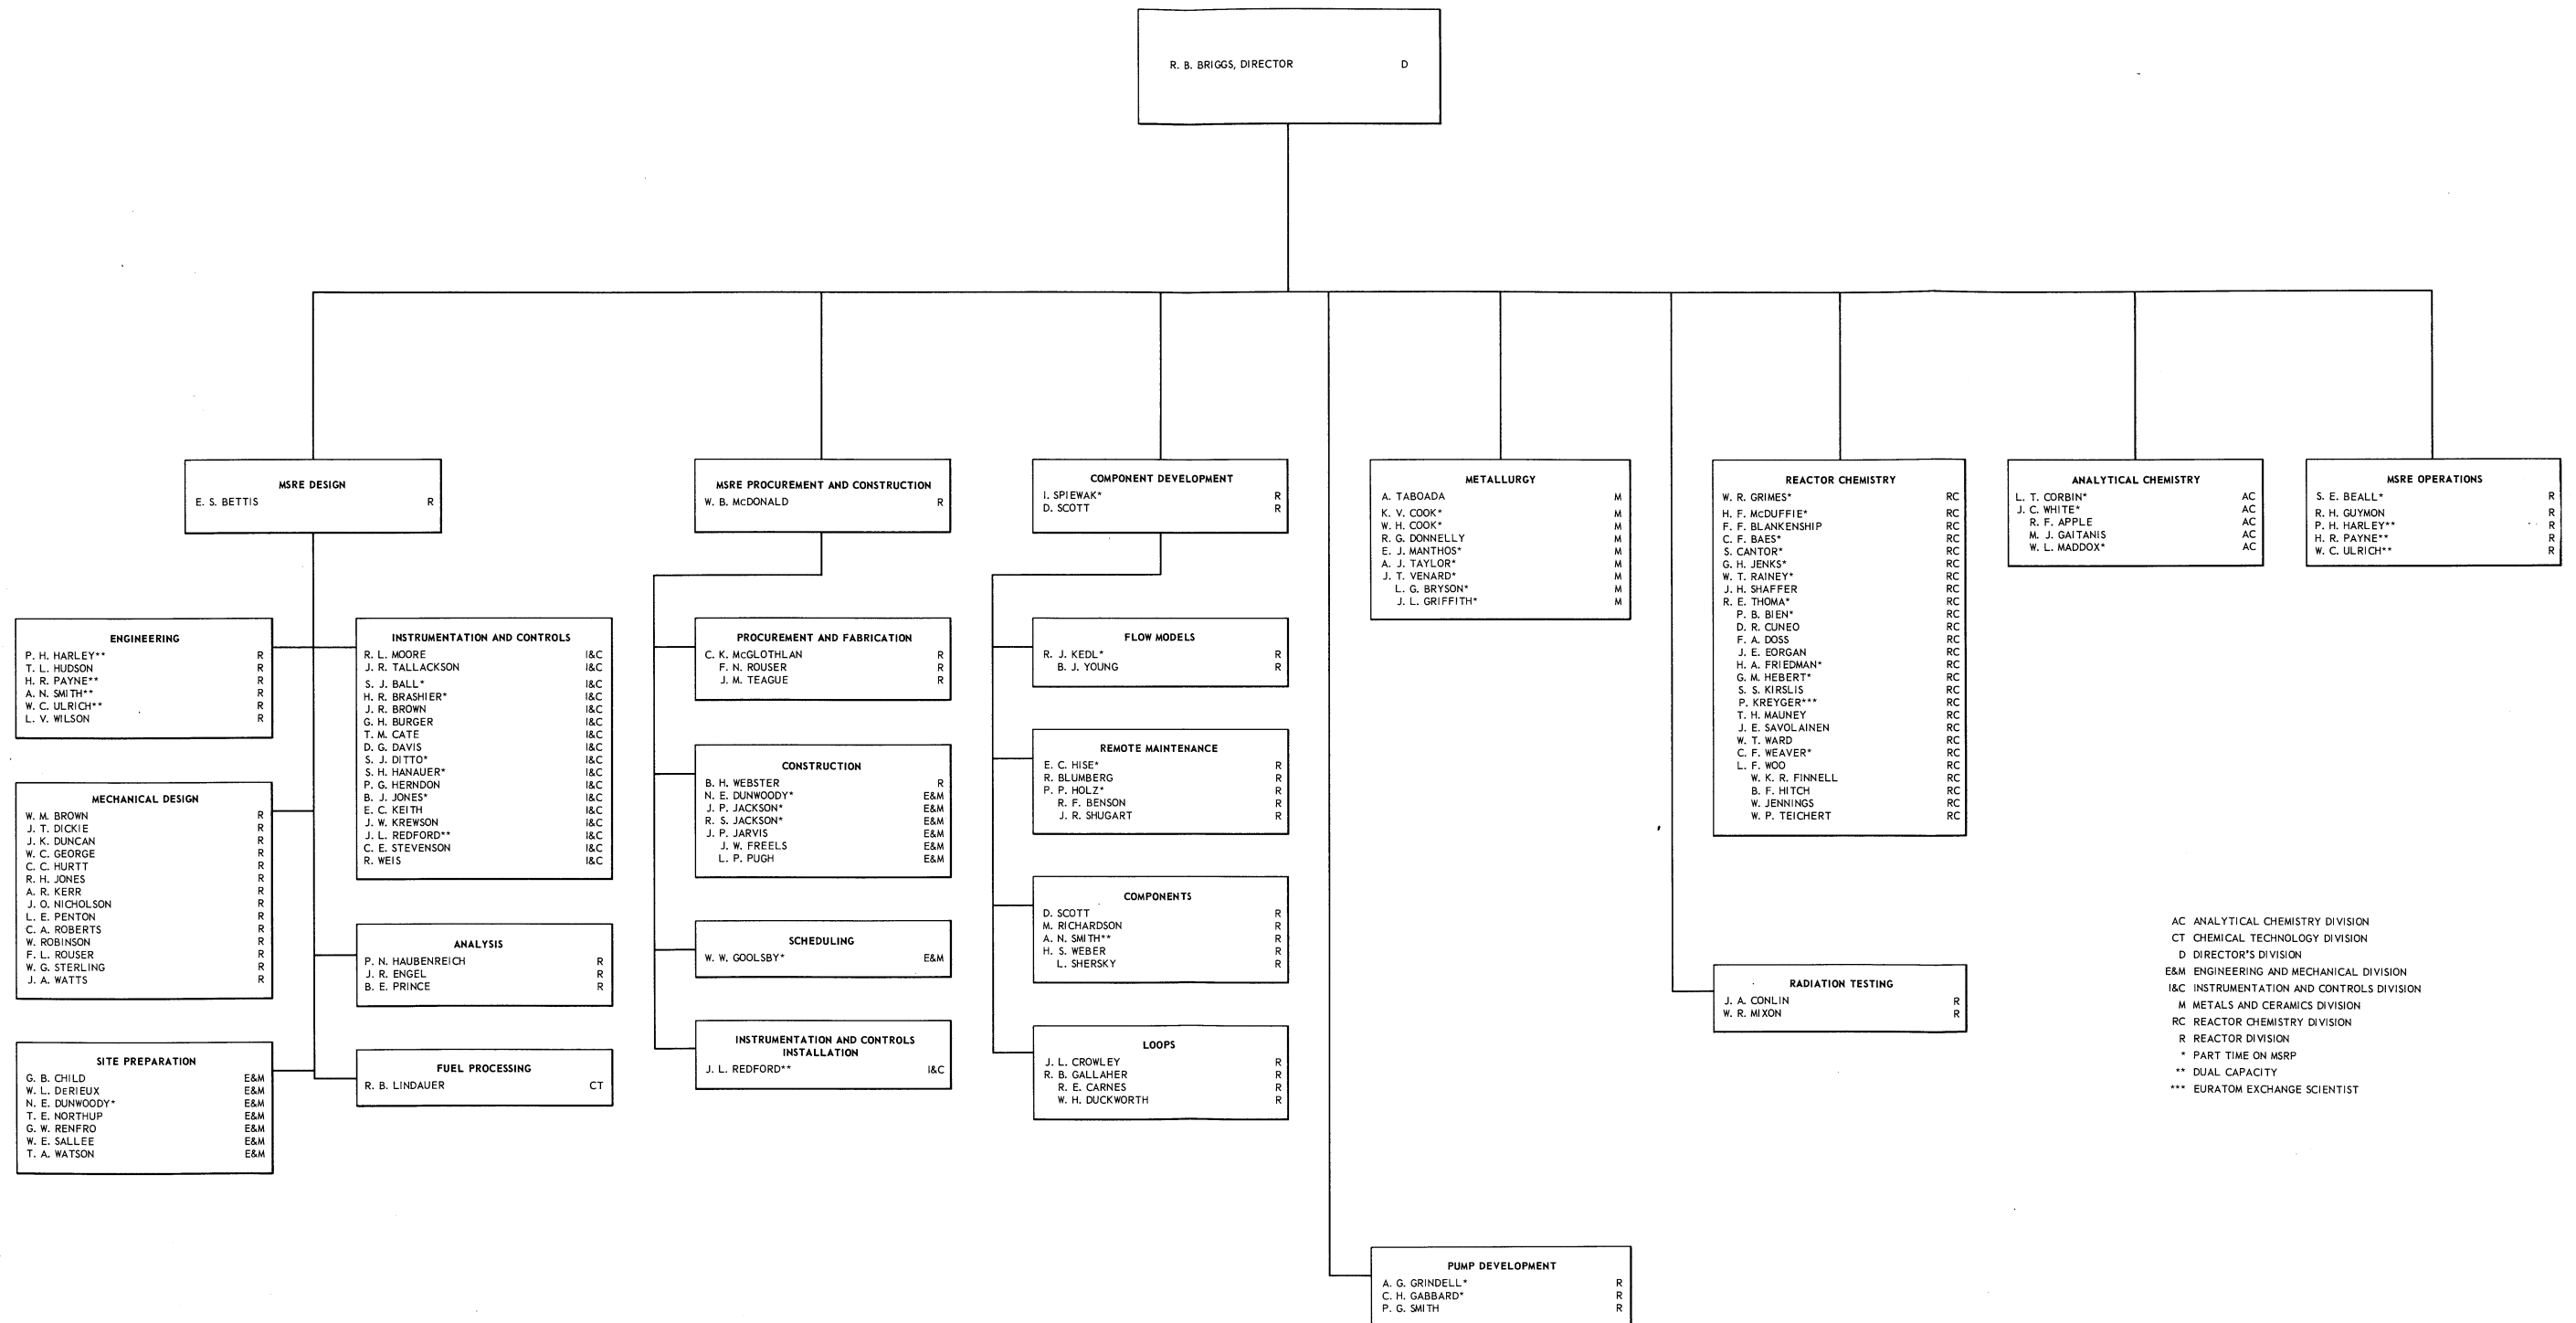 R. B. BRIGGS, DIRECTOR D
MSRE DESIGN
E. S. BETTIS R
ENGINEERING
P. H. HARLEY** R
T. L. HUDSON R
H. R. PAYNE** R
A. N. SMITH** R
W. C. ULRICH** R
L. V. WILSON R
MECHANICAL DESIGN
W. M. BROWN R
J. T. DICKIE R
J. K. DUNCAN R
W. C. GEORGE R
C. C. HURTT R
R. H. JONES R
A. R. KERR R
J. O. NICHOLSON R
L. E. PENTON R
C. A. ROBERTS R
W. ROBINSON R
F. L. ROUSER R
W. G. STERLING R
J. A. WATTS R
SITE PREPARATION
G. B. CHILD E&M
W. L. DERIEUX E&M
N. E. DUNWOODY* E&M
T. E. NORTHUP E&M
G. W. RENFRO E&M
W. E. SALLEE E&M
T. A. WATSON E&M
INSTRUMENTATION AND CONTROLS
R. L. MOORE I&C
J. R. TALLACKSON I&C
S. J. BALL* I&C
H. R. BRASHIER* I&C
J. R. BROWN I&C
G. H. BURGER I&C
T. M. CATE I&C
D. G. DAVIS I&C
S. J. DITTO* I&C
S. H. HANAUER* I&C
P. G. HERNDON I&C
B. J. JONES* I&C
E. C. KEITH I&C
J. W. KREWSON I&C
J. L. REDFORD** I&C
C. E. STEVENSON I&C
R. WEIS I&C
ANALYSIS
P. N. HAUBENREICH R
J. R. ENGEL R
B. E. PRINCE R
FUEL PROCESSING
R. B. LINDAUER CT
MSRE PROCUREMENT AND CONSTRUCTION
W. B. McDONALD R
PROCUREMENT AND FABRICATION
C. K. McGLOTHLAN R
F. N. ROUSER R
J. M. TEAGUE R
CONSTRUCTION
B. H. WEBSTER R
N. E. DUNWOODY* E&M
J. P. JACKSON* E&M
R. S. JACKSON* E&M
J. P. JARVIS E&M
J. W. FREELS E&M
L. P. PUGH E&M
SCHEDULING
W. W. GOOLSBY* E&M
INSTRUMENTATION AND CONTROLS
INSTALLATION
J. L. REDFORD** I&C
COMPONENT DEVELOPMENT
I. SPIEWAK* R
D. SCOTT R
FLOW MODELS
R. J. KEDL* R
B. J. YOUNG R
REMOTE MAINTENANCE
E. C. HISE* R
R. BLUMBERG R
P. P. HOLZ* R
R. F. BENSON R
J. R. SHUGART R
COMPONENTS
D. SCOTT R
M. RICHARDSON R
A. N. SMITH** R
H. S. WEBER R
L. SHERSKY R
LOOPS
J. L. CROWLEY R
R. B. GALLAHER R
R. E. CARNES R
W. H. DUCKWORTH R
METALLURGY
A. TABOADA M
K. V. COOK* M
W. H. COOK* M
R. G. DONNELLY M
E. J. MANTHOS* M
A. J. TAYLOR* M
J. T. VENARD* M
L. G. BRYSON* M
J. L. GRIFFITH* M
PUMP DEVELOPMENT
A. G. GRINDELL* R
C. H. GABBARD* R
P. G. SMITH R
REACTOR CHEMISTRY
W. R. GRIMES* RC
H. F. McDUFFIE* RC
F. F. BLANKENSHIP RC
C. F. BAES* RC
S. CANTOR* RC
G. H. JENKS* RC
W. T. RAINEY* RC
J. H. SHAFFER RC
R. E. THOMA* RC
P. B. BIEN* RC
D. R. CUNEO RC
F. A. DOSS RC
J. E. EORGAN RC
H. A. FRIEDMAN* RC
G. M. HEBERT* RC
S. S. KIRSLIS RC
P. KREYGER*** RC
T. H. MAUNEY RC
J. E. SAVOLAINEN RC
W. T. WARD RC
C. F. WEAVER* RC
L. F. WOO RC
W. K. R. FINNELL RC
B. F. HITCH RC
W. JENNINGS RC
W. P. TEICHERT RC
RADIATION TESTING
J. A. CONLIN R
W. R. MIXON R
ANALYTICAL CHEMISTRY
L. T. CORBIN* AC
J. C. WHITE* AC
R. F. APPLE AC
M. J. GAITANIS AC
W. L. MADDOX* AC
MSRE OPERATIONS
S. E. BEALL* R
R. H. GUYMON R
P. H. HARLEY** R
H. R. PAYNE** R
W. C. ULRICH** R
AC ANALYTICAL CHEMISTRY DIVISION
CT CHEMICAL TECHNOLOGY DIVISION
D DIRECTOR'S DIVISION
E&M ENGINEERING AND MECHANICAL DIVISION
I&C INSTRUMENTATION AND CONTROLS DIVISION
M METALS AND CERAMICS DIVISION
RC REACTOR CHEMISTRY DIVISION
R REACTOR DIVISION
* PART TIME ON MSRP
** DUAL CAPACITY
*** EURATOM EXCHANGE SCIENTIST